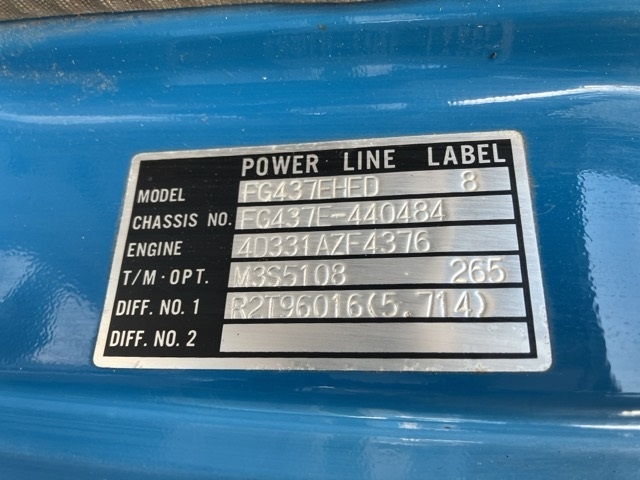 POWER LINE LABEL
MODEL FG437EHED 8
CHASSIS NO. FG437E-440484
ENGINE 4D331AZF4376
T/M·OPT. M3S5108 265
DIFF. NO. 1 R2T96016(5.714)
DIFF. NO. 2